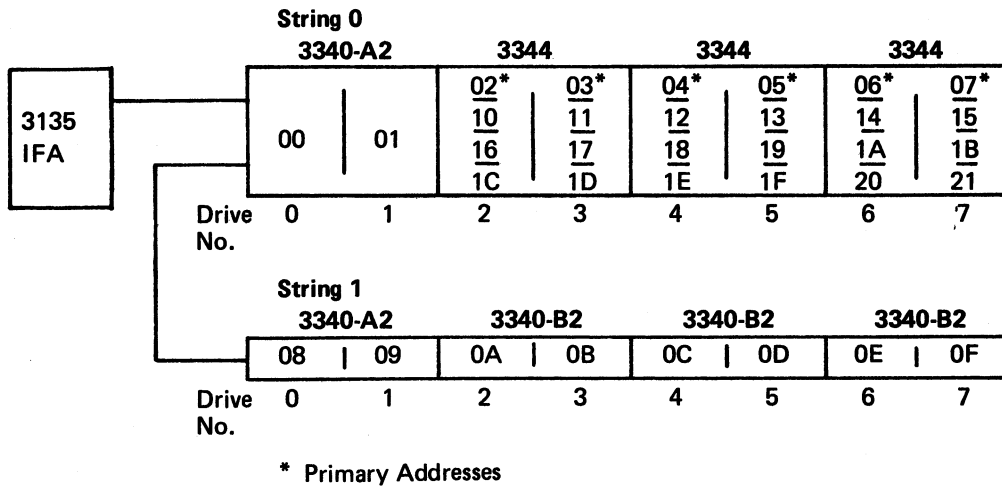 String 0
3340-A2 3344 3344 3344
3135
IFA
00 01
02* 03* 04* 05* 06* 07*
10 11 12 13 14 15
16 17 18 19 1A 1B
1C 1D 1E 1F 20 21
Drive 0 1 2 3 4 5 6 7
No.
String 1
3340-A2 3340-B2 3340-B2 3340-B2
08 09 0A 0B 0C 0D 0E 0F
Drive 0 1 2 3 4 5 6 7
No.
* Primary Addresses